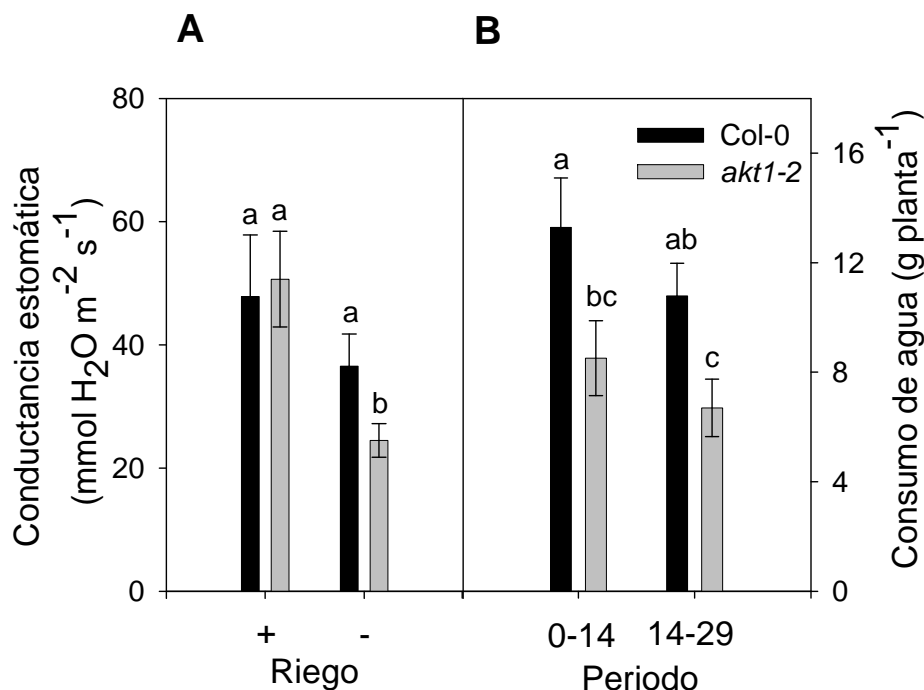 A
B
80
60
40
20
0
Conductancia estomática
(mmol H₂O m⁻² s⁻¹)
a
a
a
b
+
-
Riego
Col-0
akt1-2
a
bc
ab
c
0-14
14-29
Periodo
16
12
8
4
0
Consumo de agua (g planta⁻¹)